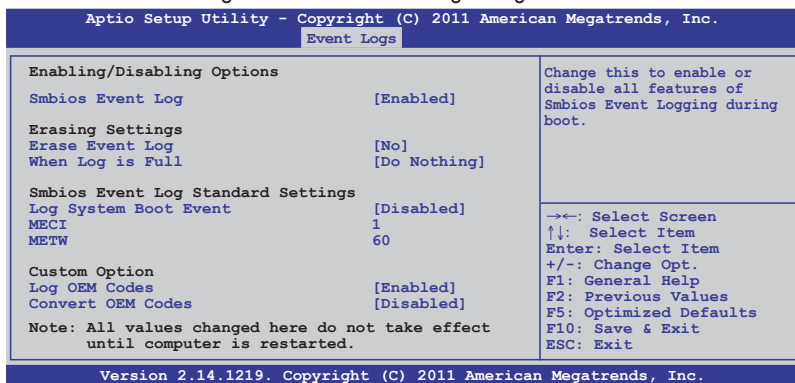 Aptio Setup Utility - Copyright (C) 2011 American Megatrends, Inc.
Event Logs
Enabling/Disabling Options
Smbios Event Log [Enabled]
Erasing Settings
Erase Event Log [No]
When Log is Full [Do Nothing]
Smbios Event Log Standard Settings
Log System Boot Event [Disabled]
MECI 1
METW 60
Custom Option
Log OEM Codes [Enabled]
Convert OEM Codes [Disabled]
Note: All values changed here do not take effect
until computer is restarted.
Change this to enable or
disable all features of
Smbios Event Logging during
boot.
→←: Select Screen
↑↓: Select Item
Enter: Select Item
+/-: Change Opt.
F1: General Help
F2: Previous Values
F5: Optimized Defaults
F10: Save & Exit
ESC: Exit
Version 2.14.1219. Copyright (C) 2011 American Megatrends, Inc.